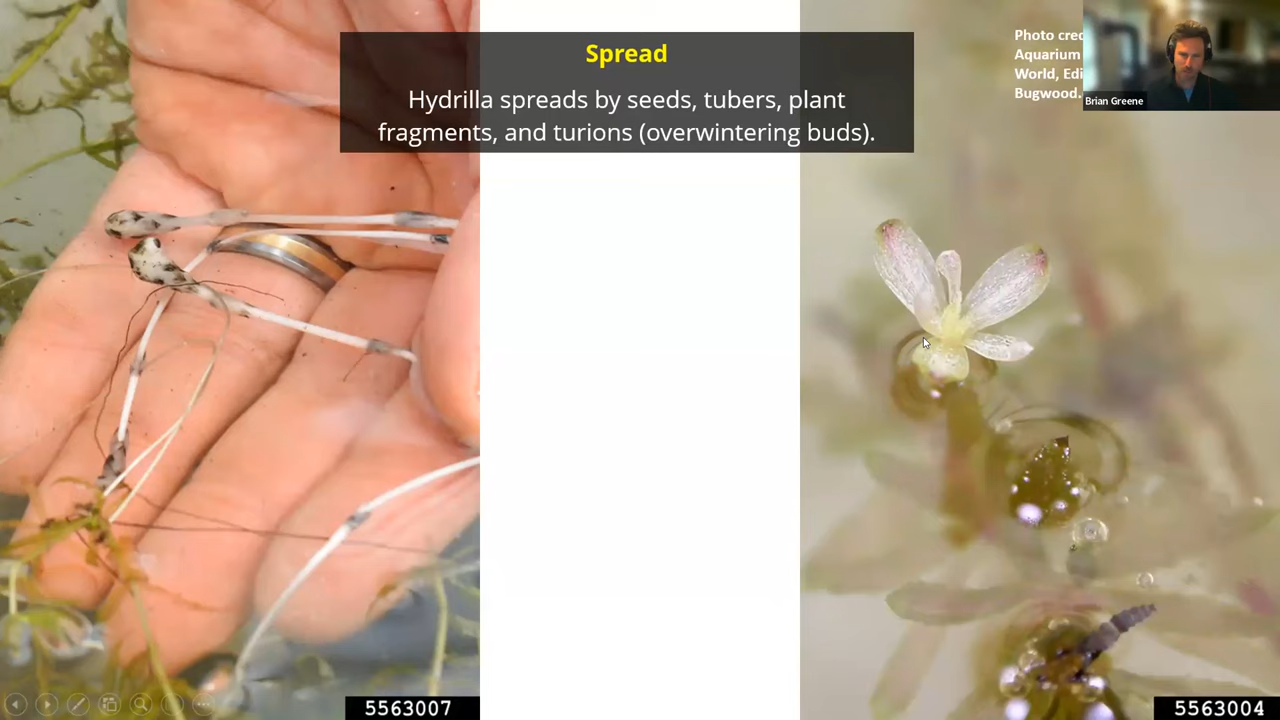 Spread
Hydrilla spreads by seeds, tubers, plant
fragments, and turions (overwintering buds).
Photo
Aquarium
World,
Bugwood.
Brian Greene
5563007
5563004